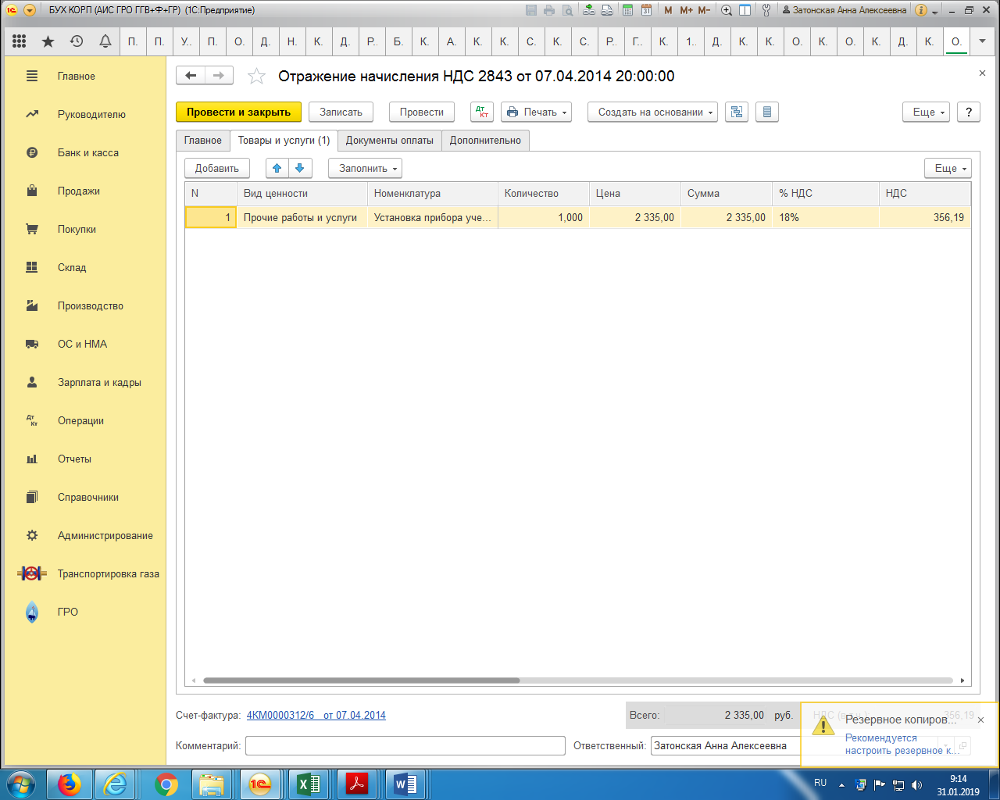 БУХ КОРП (АИС ГРО ГГВ+Ф+ГР) (1С:Предприятие)
31
M M+ M-
Затонская Анна Алексеевна
П. П. У.. П. О. Д. Н. К. Д. Р.. Б. К. А. К. К. С. К. С. Р.. Г.. К. 1.. Д. К. К. О. К. О. К. Д. К. О.
Главное
Руководителю
Банк и касса
Продажи
Покупки
Склад
Производство
ОС и НМА
Зарплата и кадры
Дт Кт Операции
Отчеты
Справочники
Администрирование
Транспортировка газа
ГРО
Отражение начисления НДС 2843 от 07.04.2014 20:00:00
Провести и закрыть Записать Провести Дт Кт Печать Создать на основании Еще ?
Главное Товары и услуги (1) Документы оплаты Дополнительно
Добавить Заполнить Еще
N Вид ценности Номенклатура Количество Цена Сумма % НДС НДС
1 Прочие работы и услуги Установка прибора уче... 1,000 2 335,00 2 335,00 18% 356,19
Счет-фактура: 4КМ0000312/6 от 07.04.2014 Всего: 2 335,00 руб. НДС 356,19
Комментарий: Ответственный: Затонская Анна Алексеевна
Резервное копиров...
Рекомендуется
настроить резервное к...
RU
9:14
31.01.2019